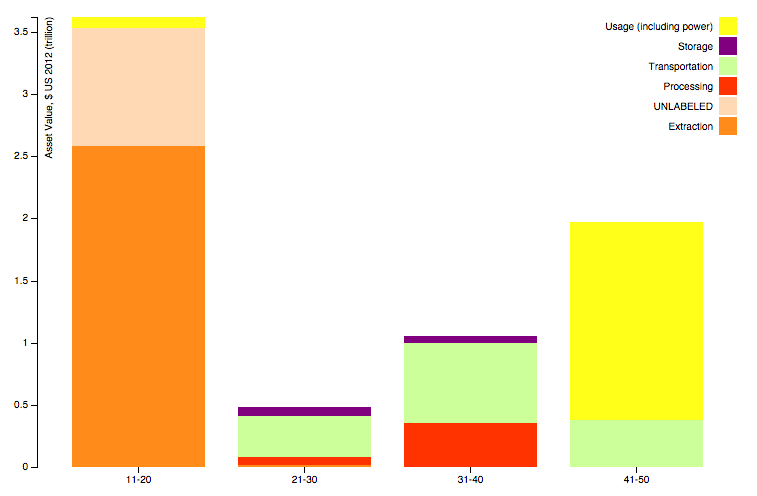 Asset Value, $ US 2012 (trillion)
3.5
3
2.5
2
1.5
1
0.5
0
11-20
21-30
31-40
41-50
Usage (including power)
Storage
Transportation
Processing
UNLABELED
Extraction